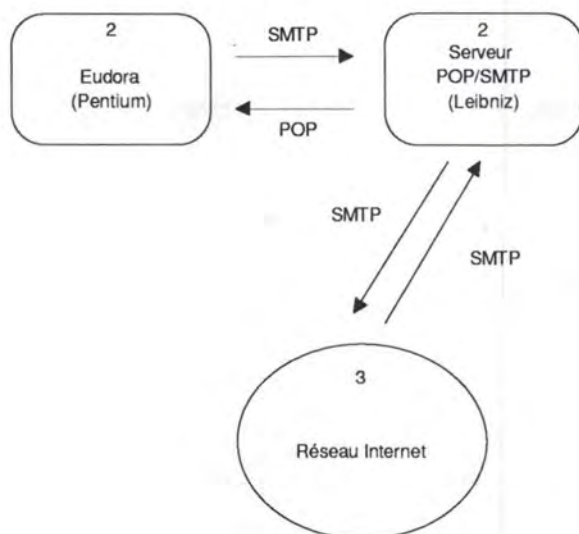 2
Eudora
(Pentium)
SMTP
POP
2
Serveur
POP/SMTP
(Leibniz)
SMTP
SMTP
3
Réseau Internet